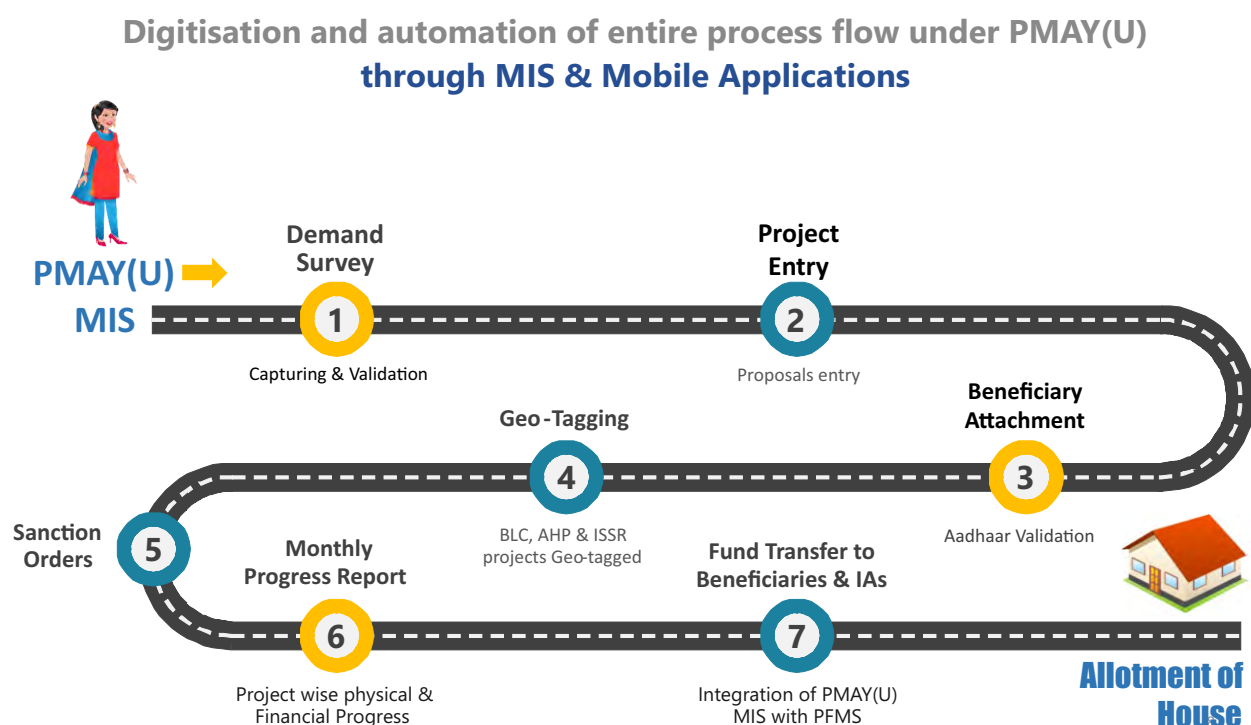 Digitisation and automation of entire process flow under PMAY(U)
through MIS & Mobile Applications
PMAY(U)
MIS
Demand
Survey
1
Capturing & Validation
Project
Entry
2
Proposals entry
Beneficiary
Attachment
3
Aadhaar Validation
Geo-Tagging
4
BLC, AHP & ISSR
projects Geo-tagged
Sanction
Orders
5
Monthly
Progress Report
6
Project wise physical &
Financial Progress
Fund Transfer to
Beneficiaries & IAs
7
Integration of PMAY(U)
MIS with PFMS
Allotment of
House